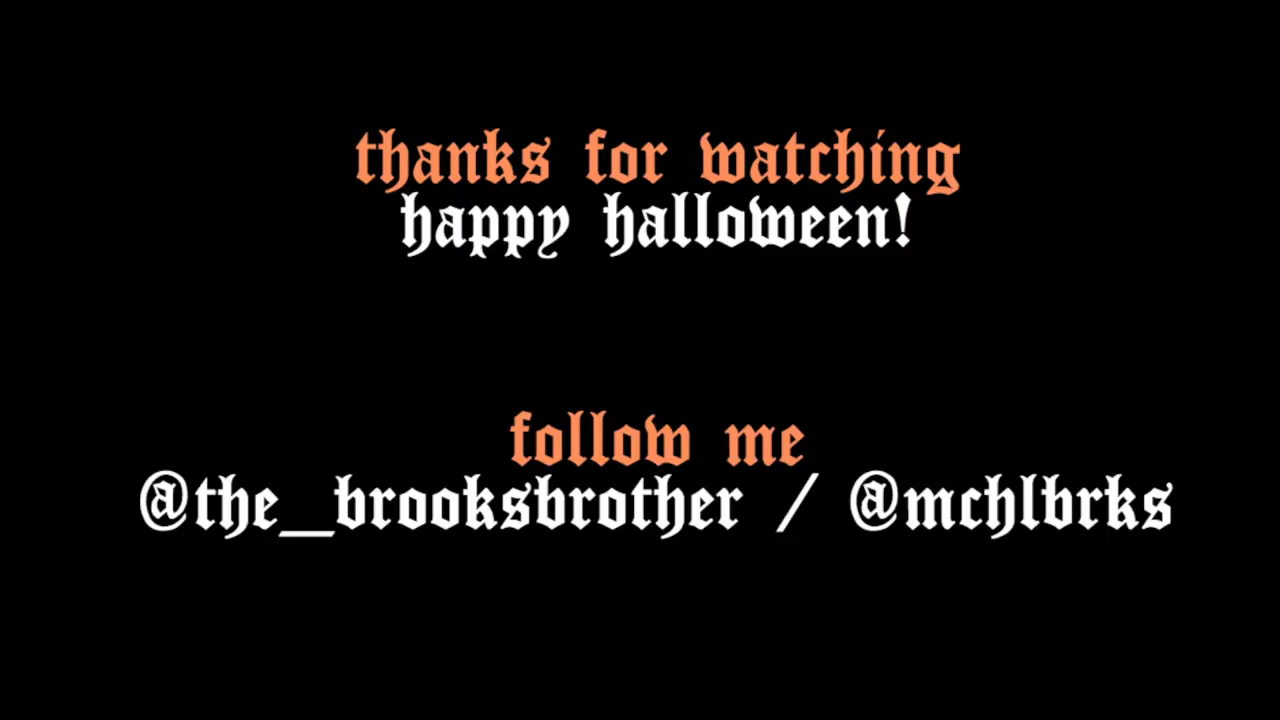 thanks for watching
happy halloween!
follow me
@the_brooksbrother / @mchlbrks